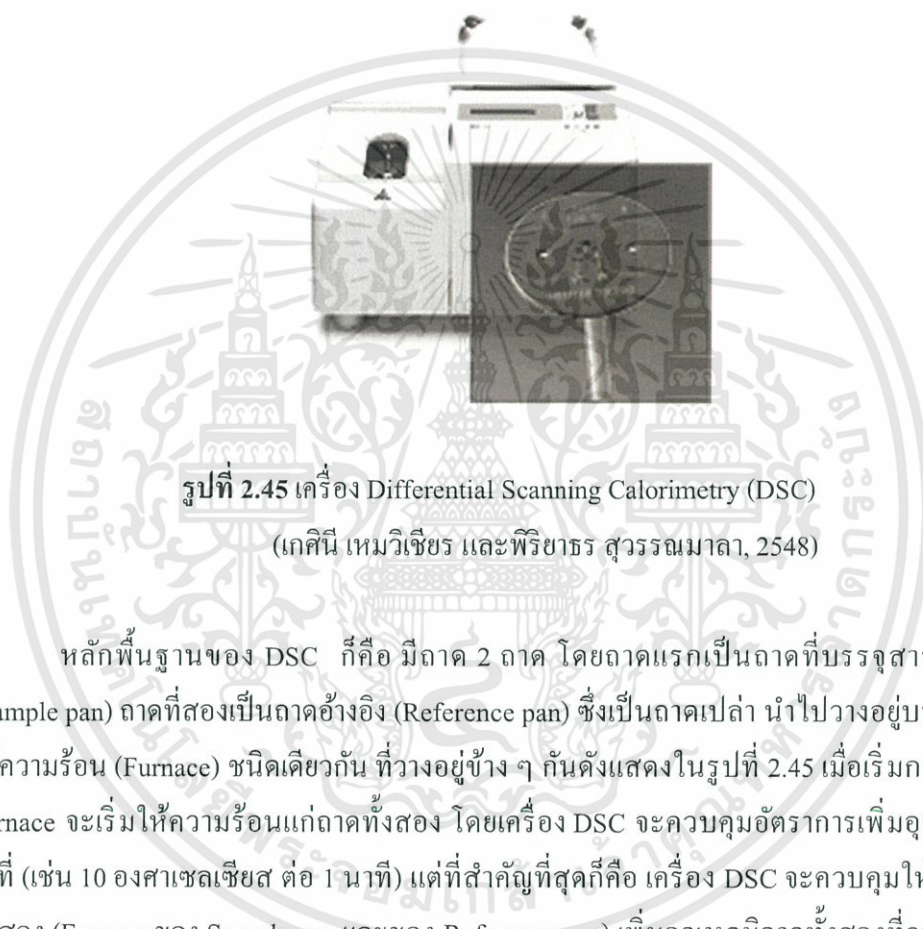 รูปที่ 2.45 เครื่อง Differential Scanning Calorimetry (DSC)
(เกศินี เหมวิเชียร และพิริยาธร สุวรรณมาลา, 2548)
หลักพื้นฐานของ DSC ก็คือ มีถาด 2 ถาด โดยถาดแรกเป็นถาดที่บรรจุสาร
ample pan) ถาดที่สองเป็นถาดอ้างอิง (Reference pan) ซึ่งเป็นถาดเปล่า นำไปวางอยู่บ
ความร้อน (Furnace) ชนิดเดียวกัน ที่วางอยู่ข้าง ๆ กันดังแสดงในรูปที่ 2.45 เมื่อเริ่มก
rnace จะเริ่มให้ความร้อนแก่ถาดทั้งสอง โดยเครื่อง DSC จะควบคุมอัตราการเพิ่มอุ
ที่ (เช่น 10 องศาเซลเซียส ต่อ 1 นาที) แต่ที่สำคัญที่สุดก็คือ เครื่อง DSC จะควบคุมให